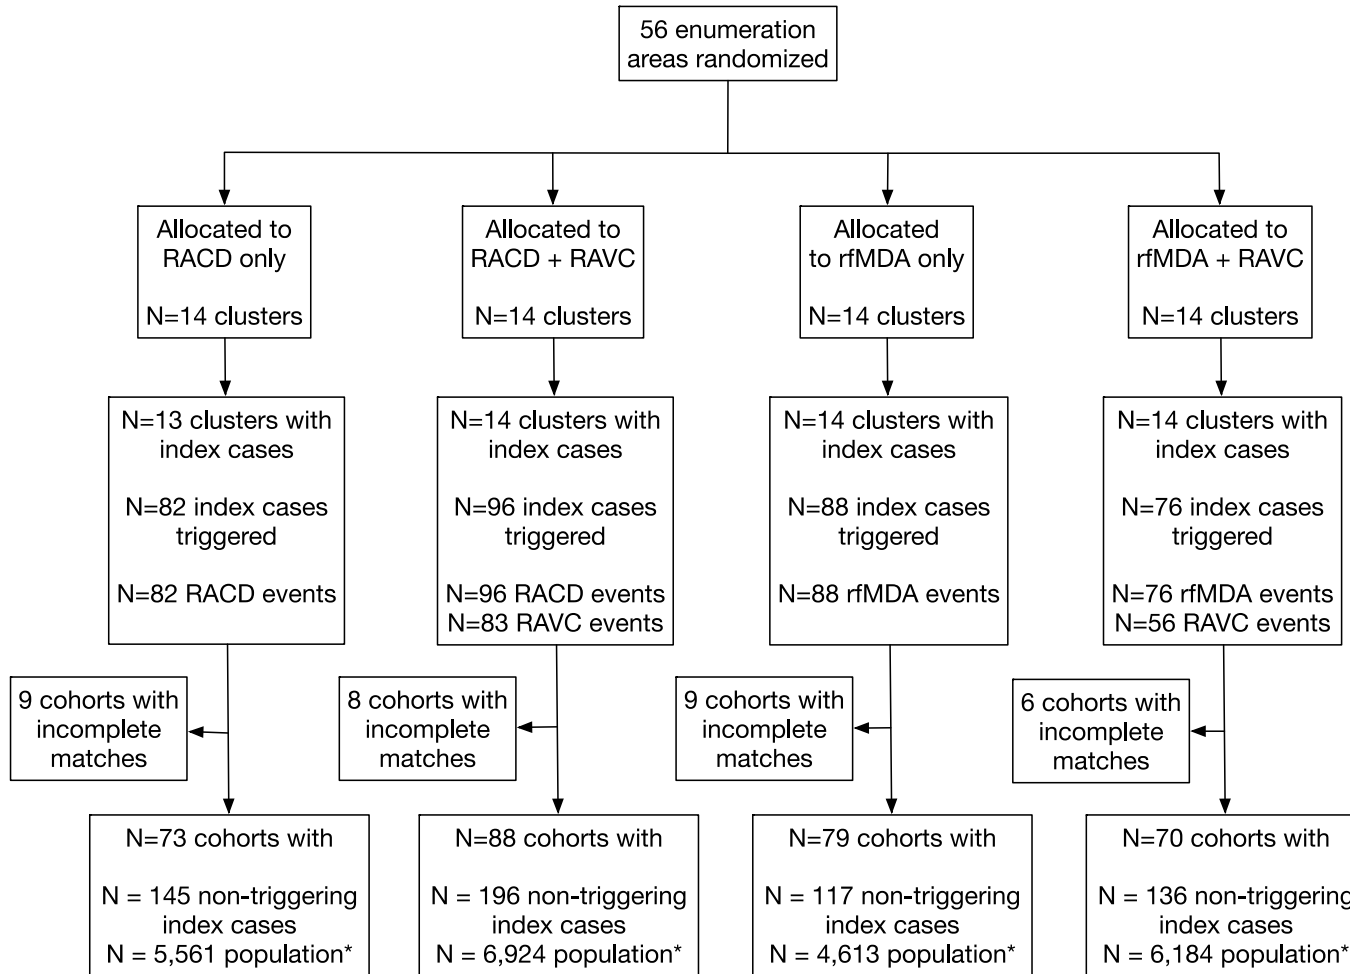 56 enumeration
areas randomized
Allocated to
RACD only
N=14 clusters
Allocated to
RACD + RAVC
N=14 clusters
Allocated
to rfMDA only
N=14 clusters
Allocated to
rfMDA + RAVC
N=14 clusters
N=13 clusters with
index cases
N=82 index cases
triggered
N=82 RACD events
N=14 clusters with
index cases
N=96 index cases
triggered
N=96 RACD events
N=83 RAVC events
N=14 clusters with
index cases
N=88 index cases
triggered
N=88 rfMDA events
N=14 clusters with
index cases
N=76 index cases
triggered
N=76 rfMDA events
N=56 RAVC events
9 cohorts with
incomplete
matches
8 cohorts with
incomplete
matches
9 cohorts with
incomplete
matches
6 cohorts with
incomplete
matches
N=73 cohorts with
N = 145 non-triggering
index cases
N = 5,561 population*
N=88 cohorts with
N = 196 non-triggering
index cases
N = 6,924 population*
N=79 cohorts with
N = 117 non-triggering
index cases
N = 4,613 population*
N=70 cohorts with
N = 136 non-triggering
index cases
N = 6,184 population*